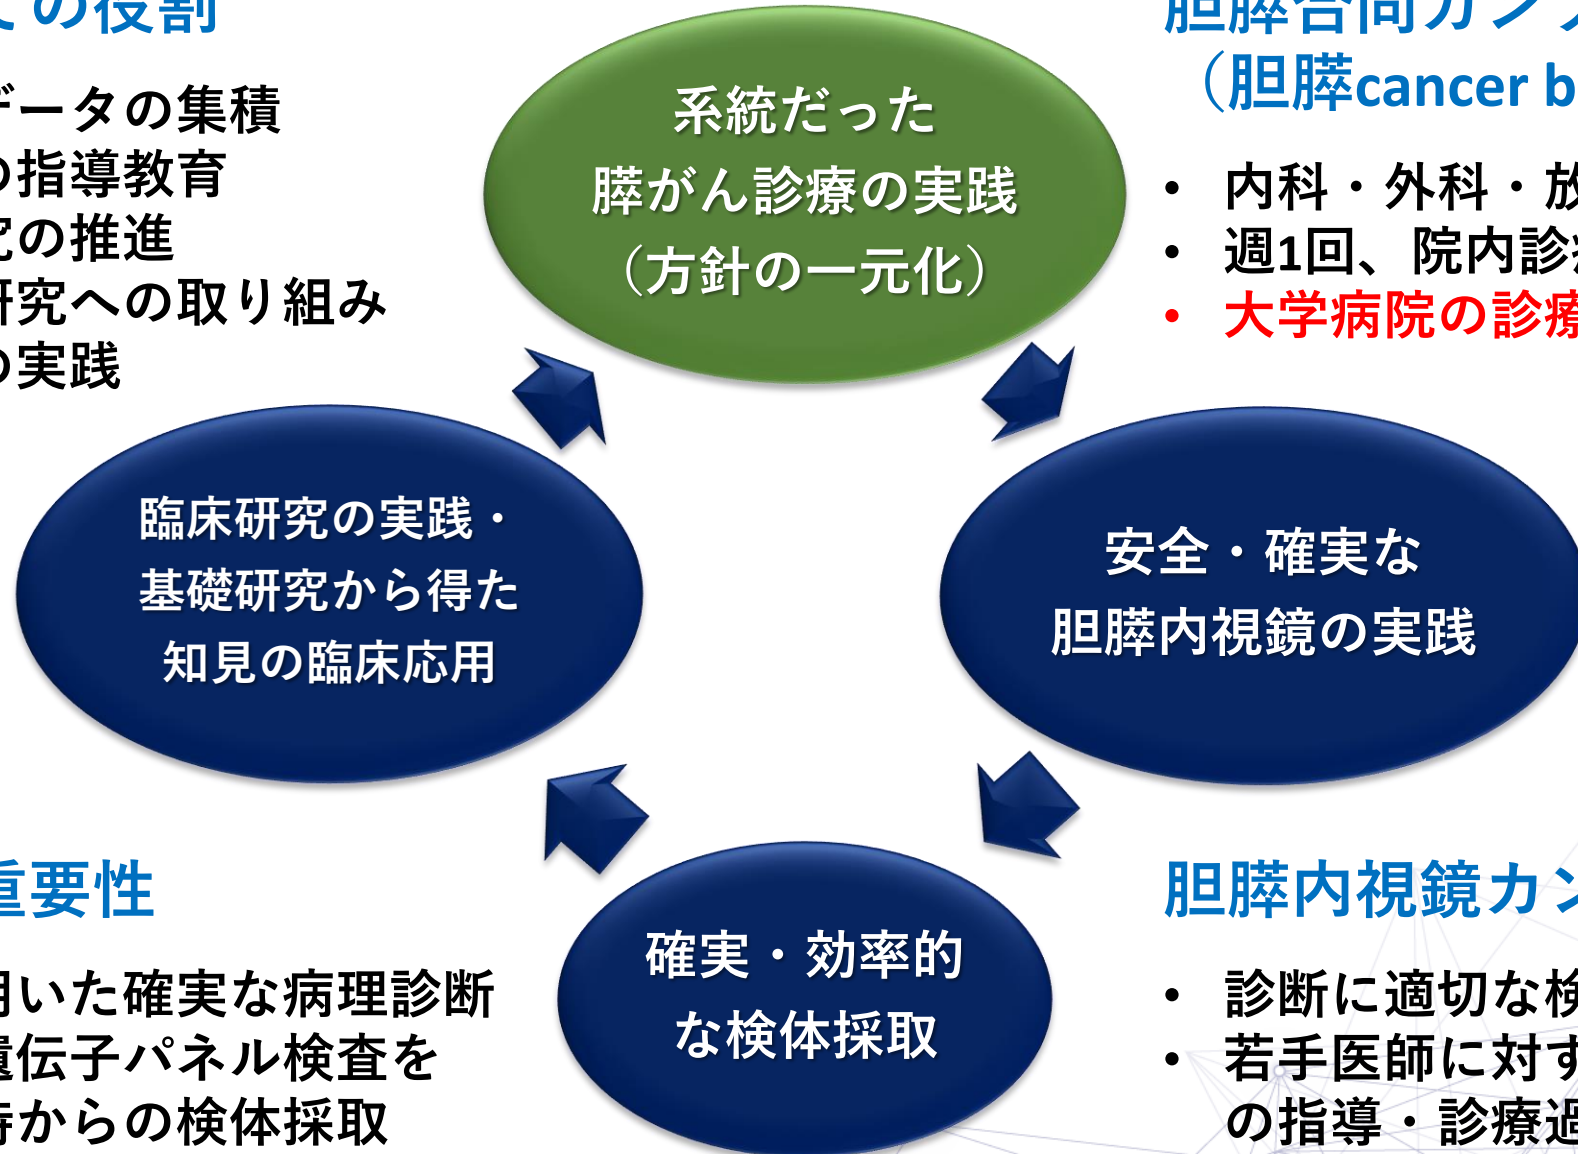 ての役割
データの集積
の指導教育
究の推進
研究への取り組み
の実践
系統だった
膵がん診療の実践
（方針の一元化）
胆膵合同カンフ
（胆膵cancer b
• 内科・外科・放
• 週1回、院内診療
• 大学病院の診療
臨床研究の実践・
基礎研究から得た
知見の臨床応用
安全・確実な
胆膵内視鏡の実践
重要性
用いた確実な病理診断
遺伝子パネル検査を
時からの検体採取
確実・効率的
な検体採取
胆膵内視鏡カン
• 診断に適切な検
• 若手医師に対す
の指導・診療過